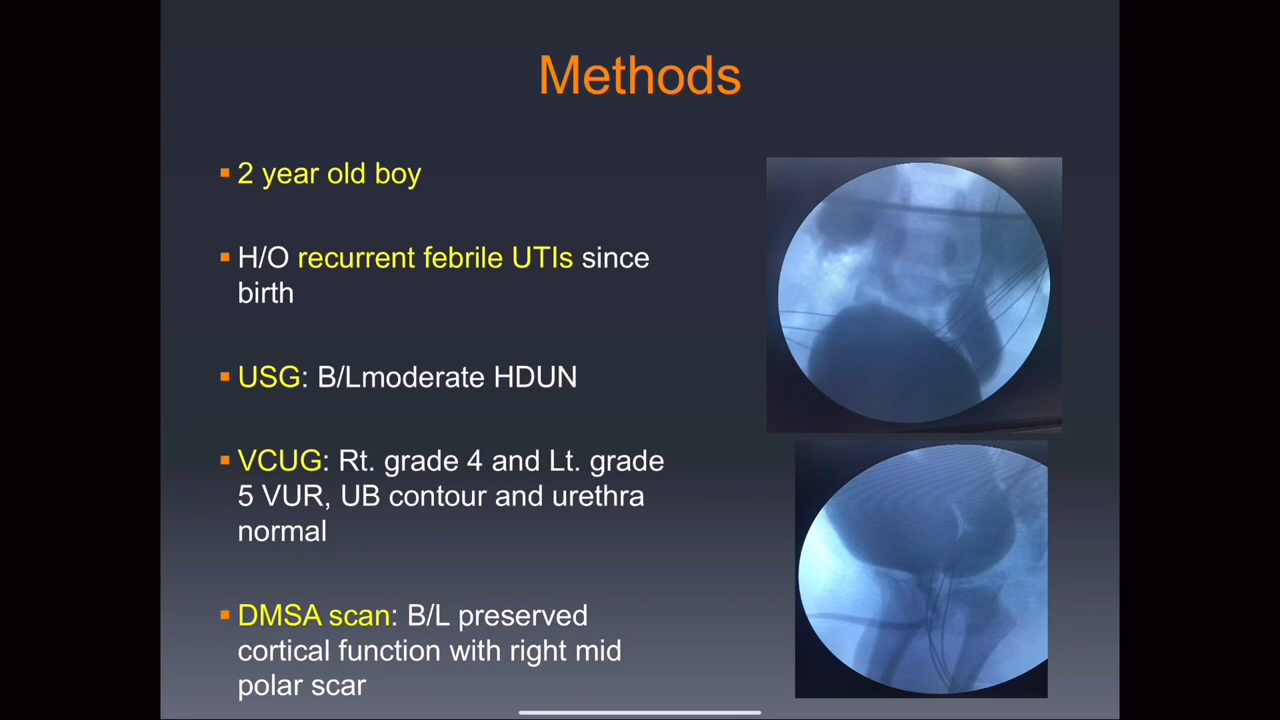 Methods
2 year old boy
H/O recurrent febrile UTIs since
birth
USG: B/Lmoderate HDUN
VCUG: Rt. grade 4 and Lt. grade
5 VUR, UB contour and urethra
normal
DMSA scan: B/L preserved
cortical function with right mid
polar scar